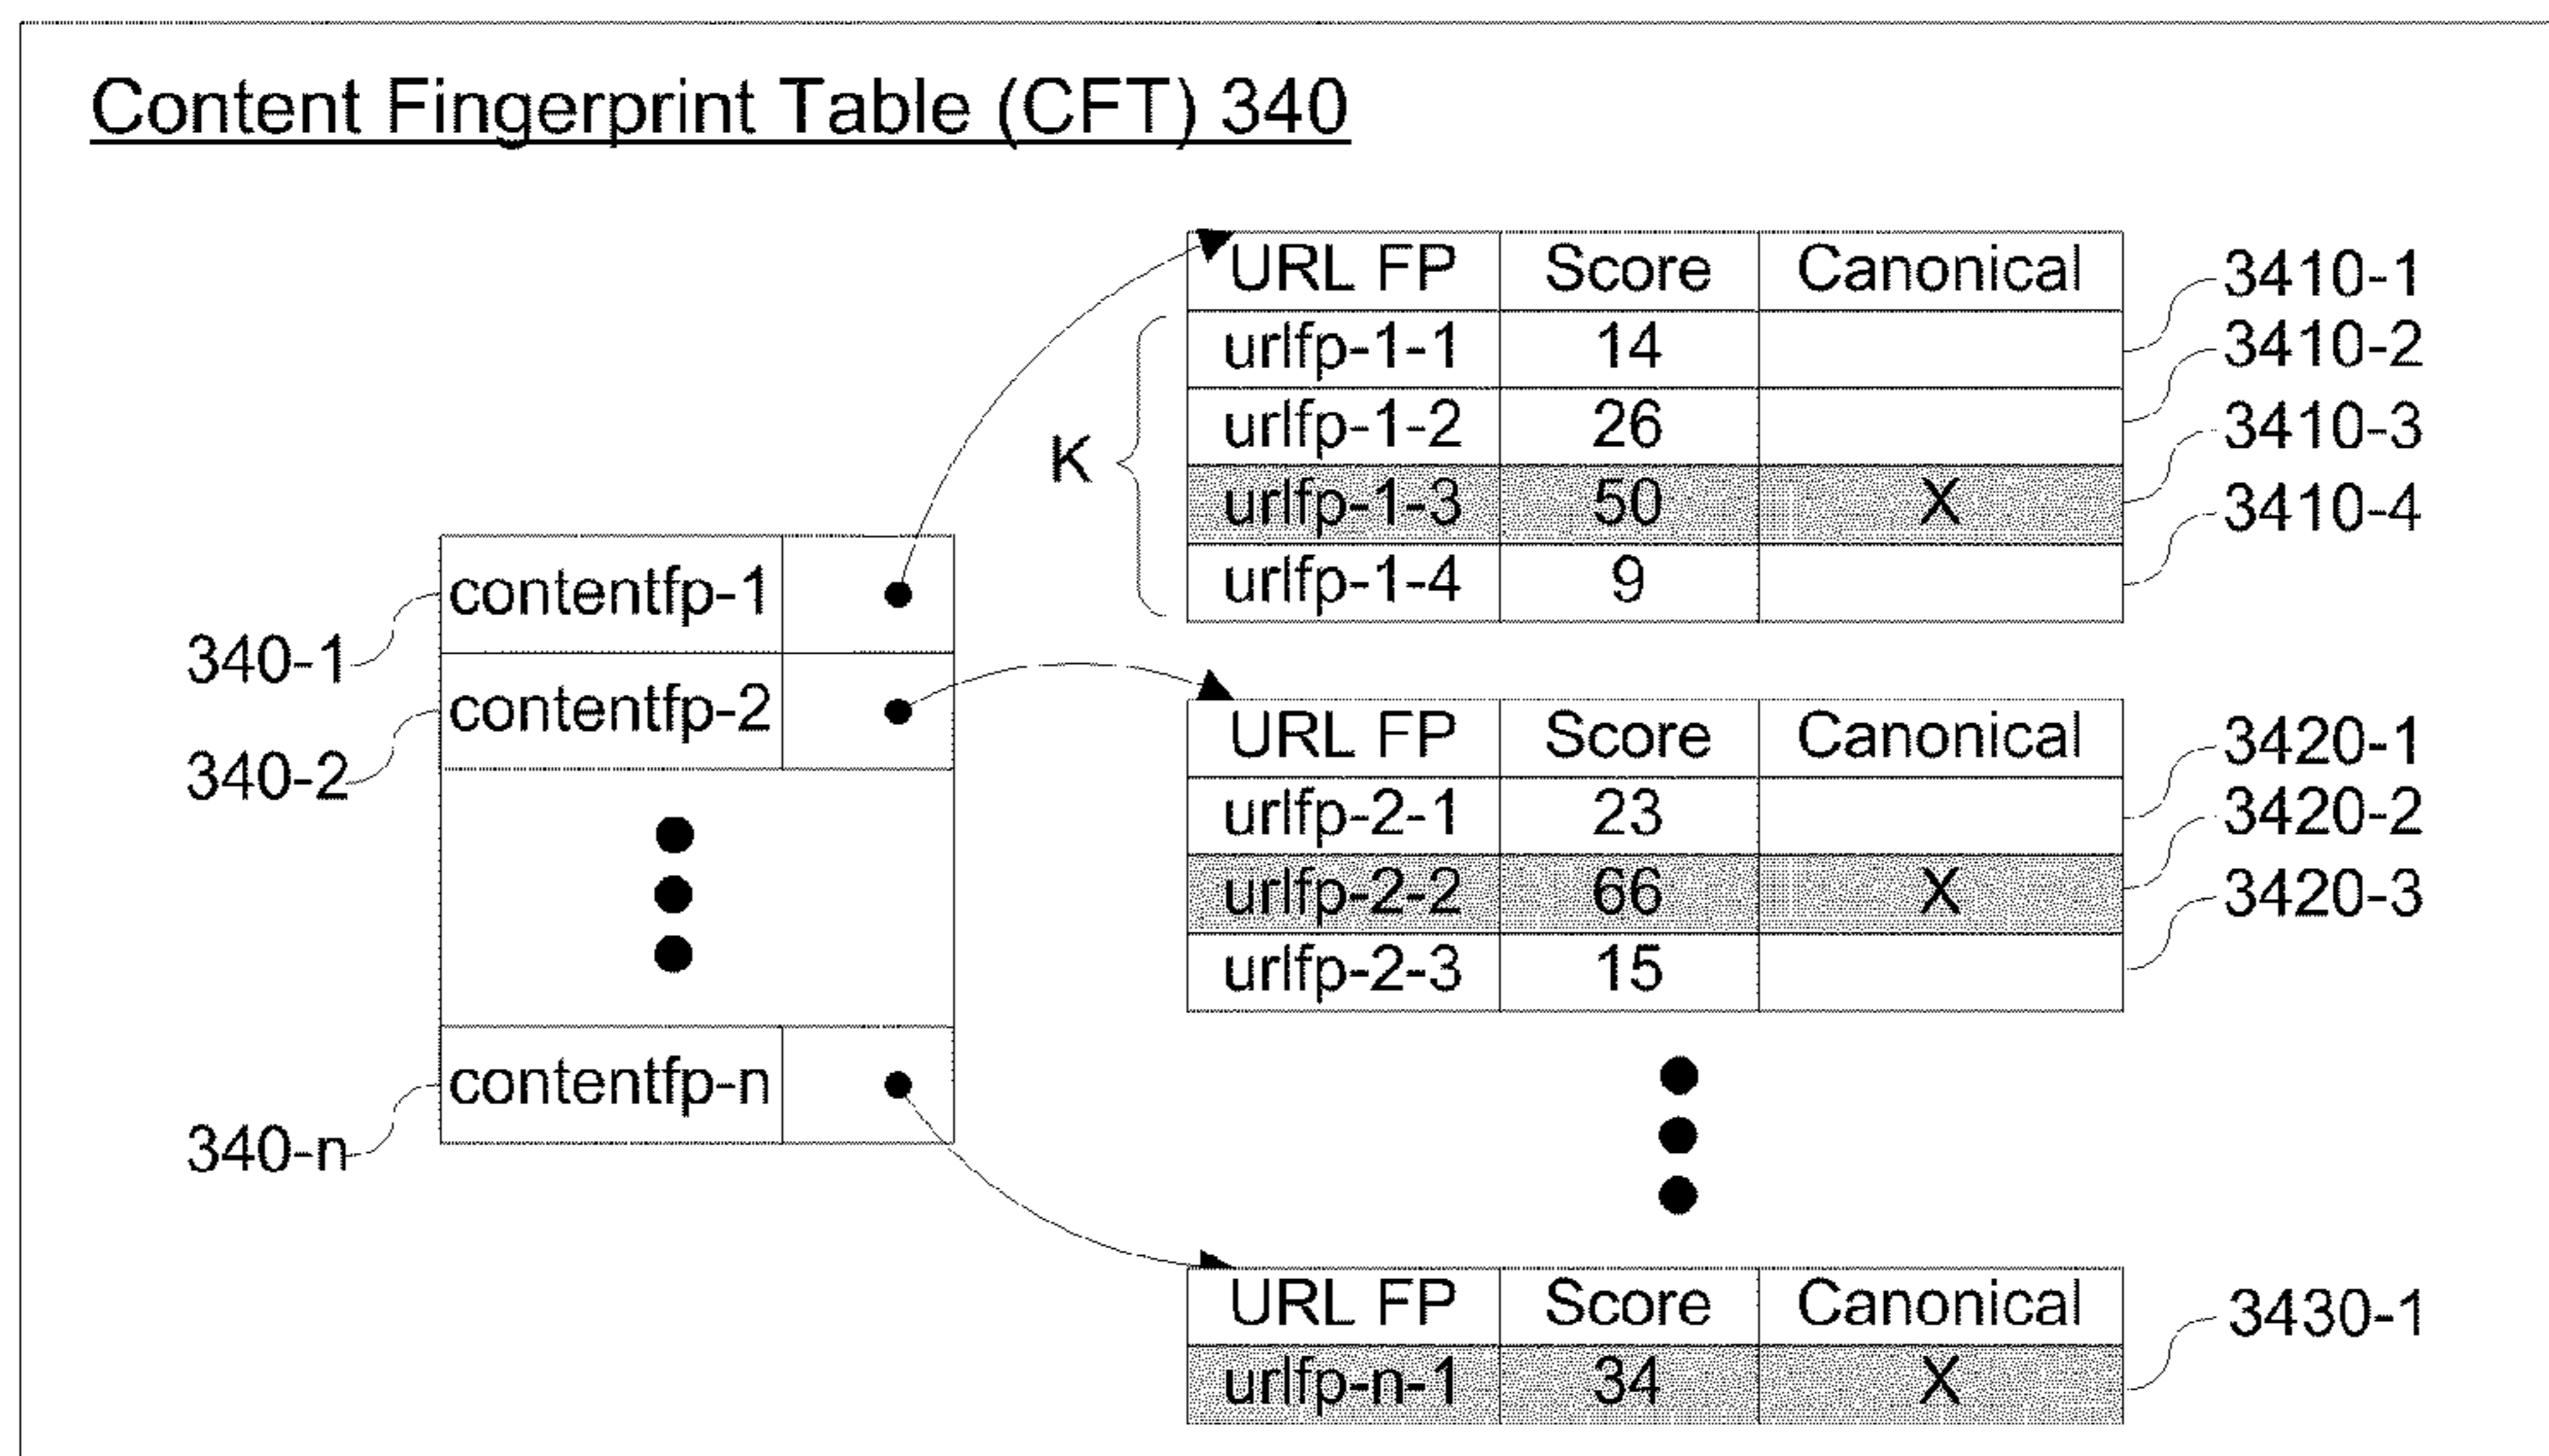 Content Fingerprint Table (CFT) 340
URL FP Score Canonical
urlfp-1-1 14
urlfp-1-2 26
urlfp-1-3 50 X
urlfp-1-4 9
K
3410-1
3410-2
3410-3
3410-4
contentfp-1
340-1
contentfp-2
340-2
contentfp-n
340-n
URL FP Score Canonical
urlfp-2-1 23
urlfp-2-2 66 X
urlfp-2-3 15
3420-1
3420-2
3420-3
URL FP Score Canonical
urlfp-n-1 34 X
3430-1